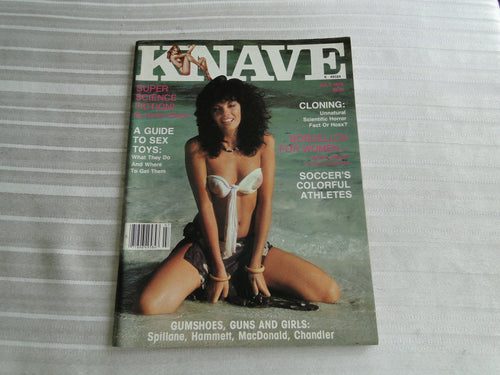 KNAVE
SUPER
SCIENCE
FICTION!
CLONING:
Unnatural
Scientific Horror
Fact Or Hoax?
A GUIDE TO
SEX TOYS:
What They Do
And Where
To Get Them
FOR
SOCCER'S
COLORFUL
ATHLETES
GUMSHOES, GUNS AND GIRLS:
Spillane, Hammett, MacDonald, Chandler